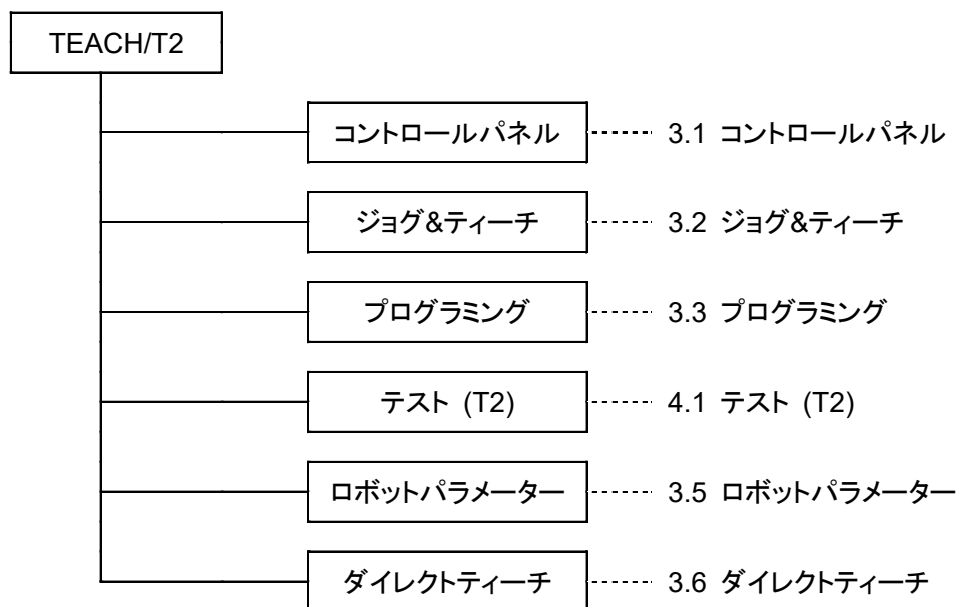 TEACH/T2
コントロールパネル 3.1 コントロールパネル
ジョグ&ティーチ 3.2 ジョグ&ティーチ
プログラミング 3.3 プログラミング
テスト (T2) 4.1 テスト (T2)
ロボットパラメーター 3.5 ロボットパラメーター
ダイレクトティーチ 3.6 ダイレクトティーチ